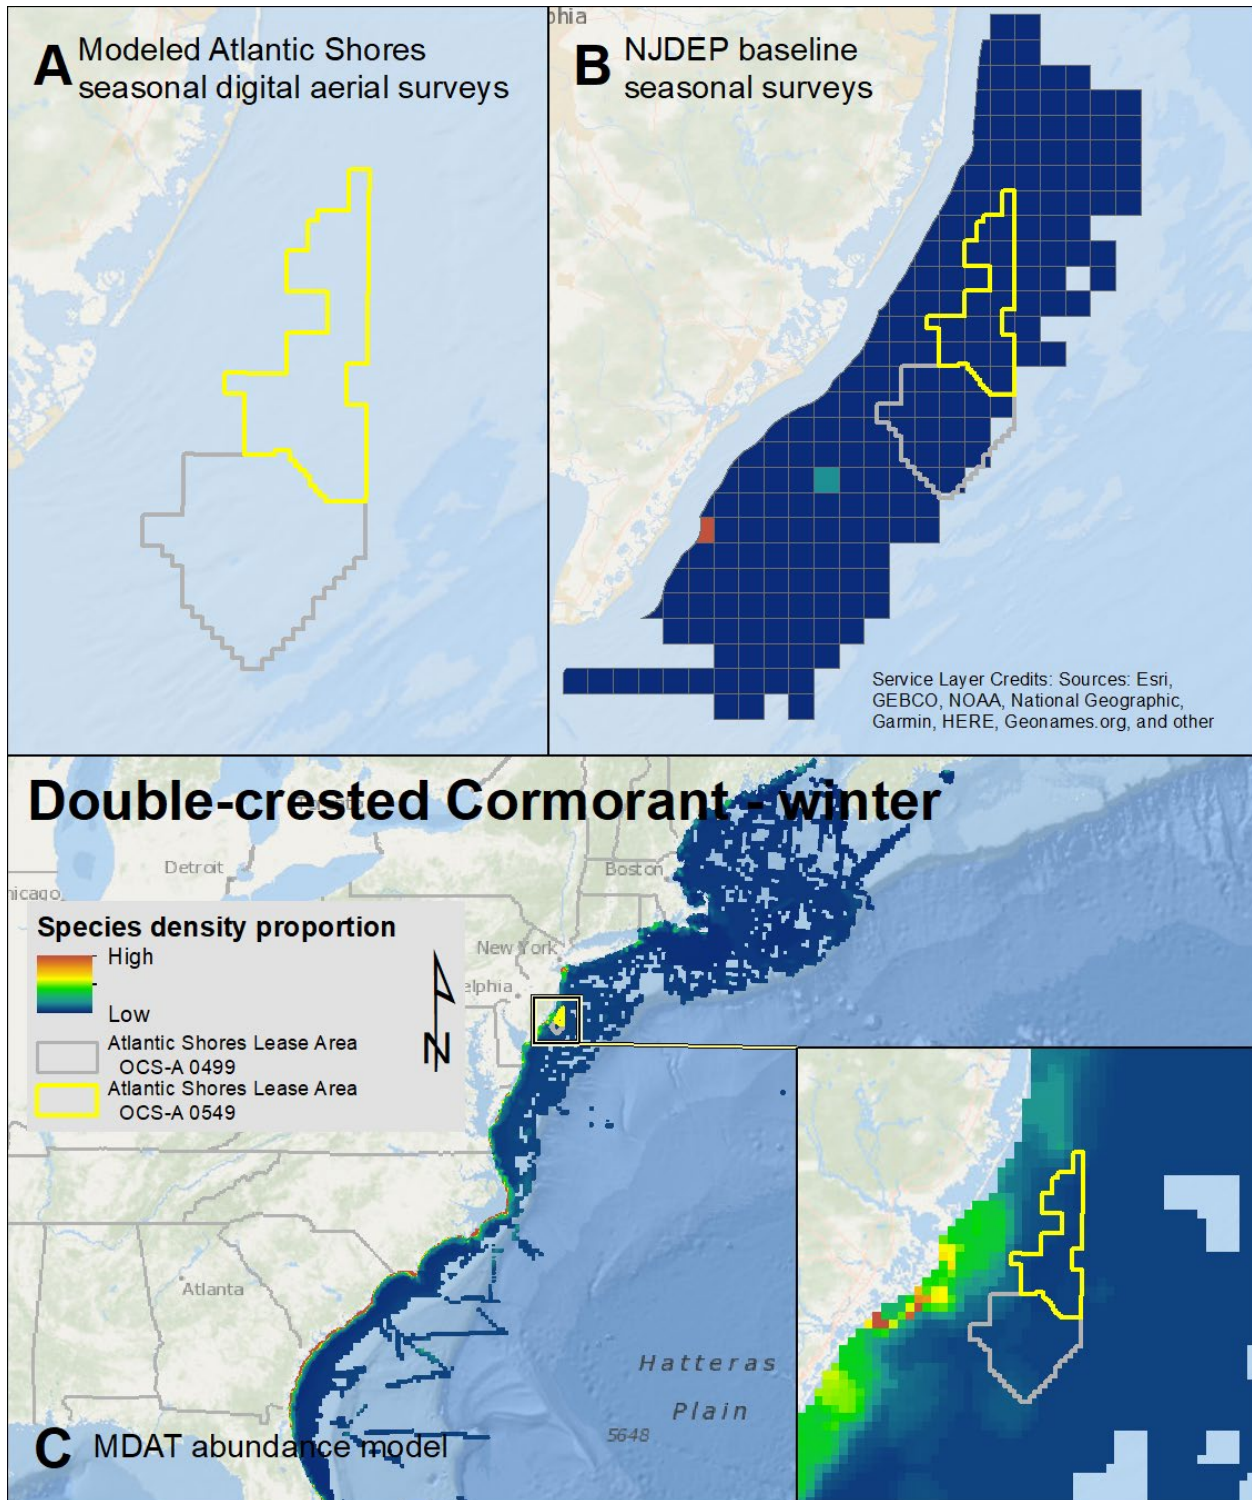 A Modeled Atlantic Shores
seasonal digital aerial surveys
phia
B NJDEP baseline
seasonal surveys
Service Layer Credits: Sources: Esri,
GEBCO, NOAA, National Geographic,
Garmin, HERE, Geonames.org, and other
Double-crested Cormorant - winter
Detroit
Boston
hicago
Species density proportion
High
Low
New York
elphia
Atlantic Shores Lease Area
OCS-A 0499
Atlantic Shores Lease Area
OCS-A 0549
N
Atlanta
Hatteras
Plain
5648
C MDAT abundance model